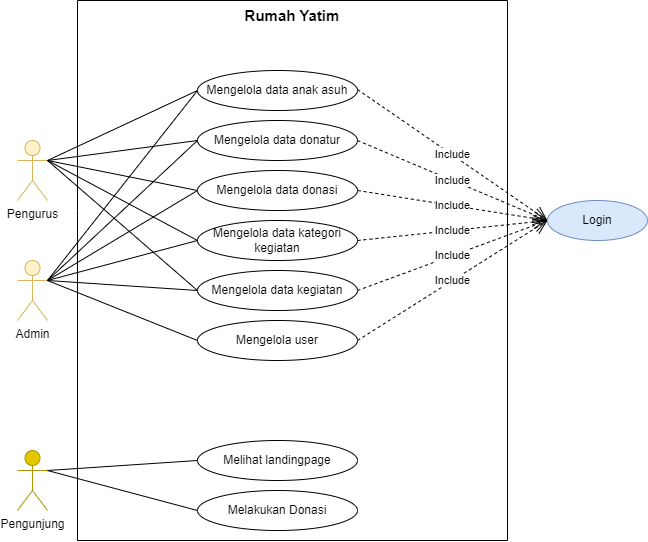 Rumah Yatim
Mengelola data anak asuh
Mengelola data donatur
Include
Include
Pengurus
Mengelola data donasi
Include
Login
Mengelola data kategori
kegiatan
Include
Include
Admin
Mengelola data kegiatan
Include
Mengelola user
Melihat landingpage
Pengunjung
Melakukan Donasi